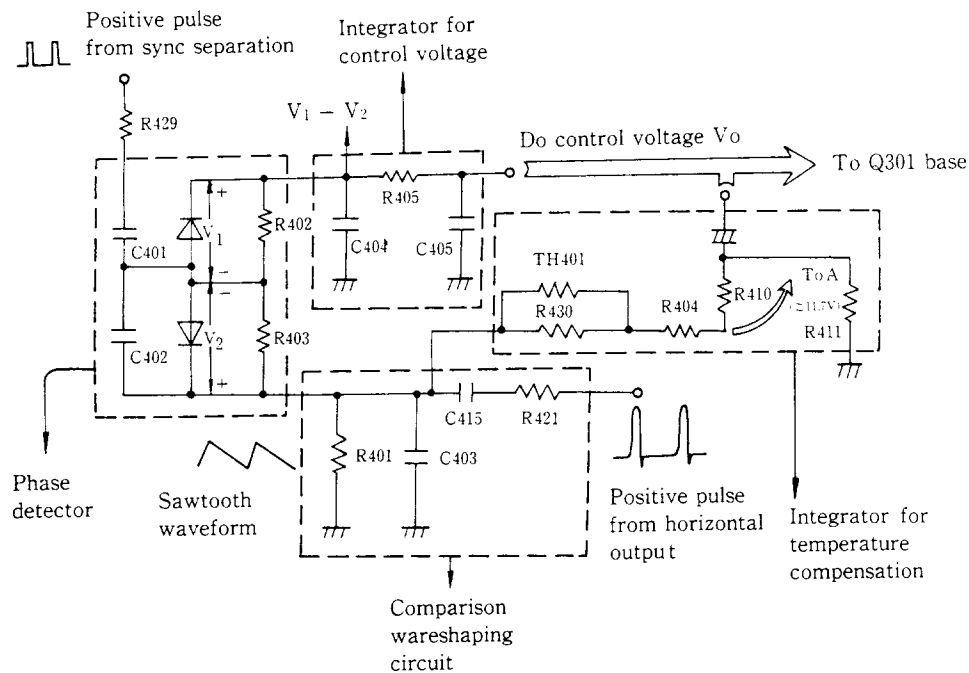 Positive pulse
from sync separation
Integrator for
control voltage
R429
V1 − V2
Do control voltage Vo
To Q301 base
R405
R402
V1
C401
C404
C405
TH401
R430
R404
R410
To A
(≃11.7V)
R411
C402
V2
R403
C415
R421
R401
C403
Phase
detector
Sawtooth
waveform
Positive pulse
from horizontal
output
Integrator for
temperature
compensation
Comparison
wareshaping
circuit